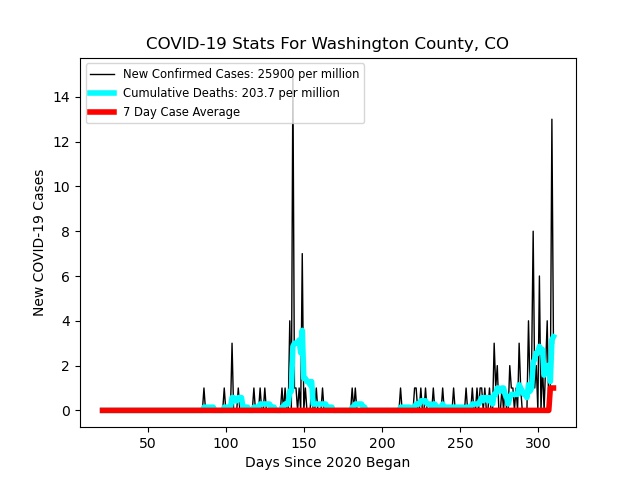 COVID-19 Stats For Washington County, CO
New Confirmed Cases: 25900 per million
Cumulative Deaths: 203.7 per million
7 Day Case Average
New COVID-19 Cases
14
12
10
8
6
4
2
0
50 100 150 200 250 300
Days Since 2020 Began